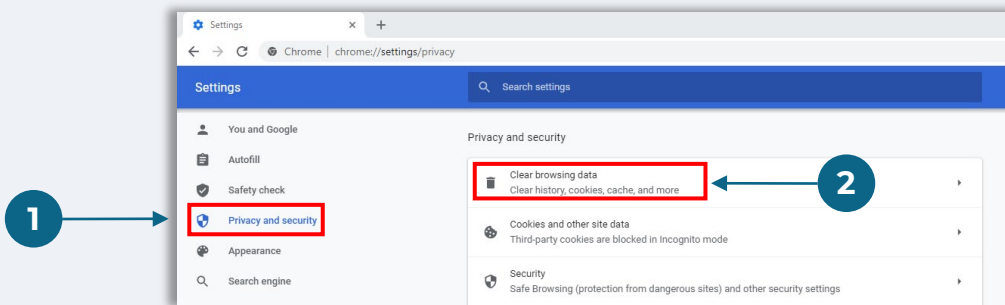 Settings
Chrome | chrome://settings/privacy
Settings
Search settings
You and Google
Autofill
Safety check
Privacy and security
Appearance
Search engine
1
Privacy and security
Clear browsing data
Clear history, cookies, cache, and more
2
Cookies and other site data
Third-party cookies are blocked in Incognito mode
Security
Safe Browsing (protection from dangerous sites) and other security settings